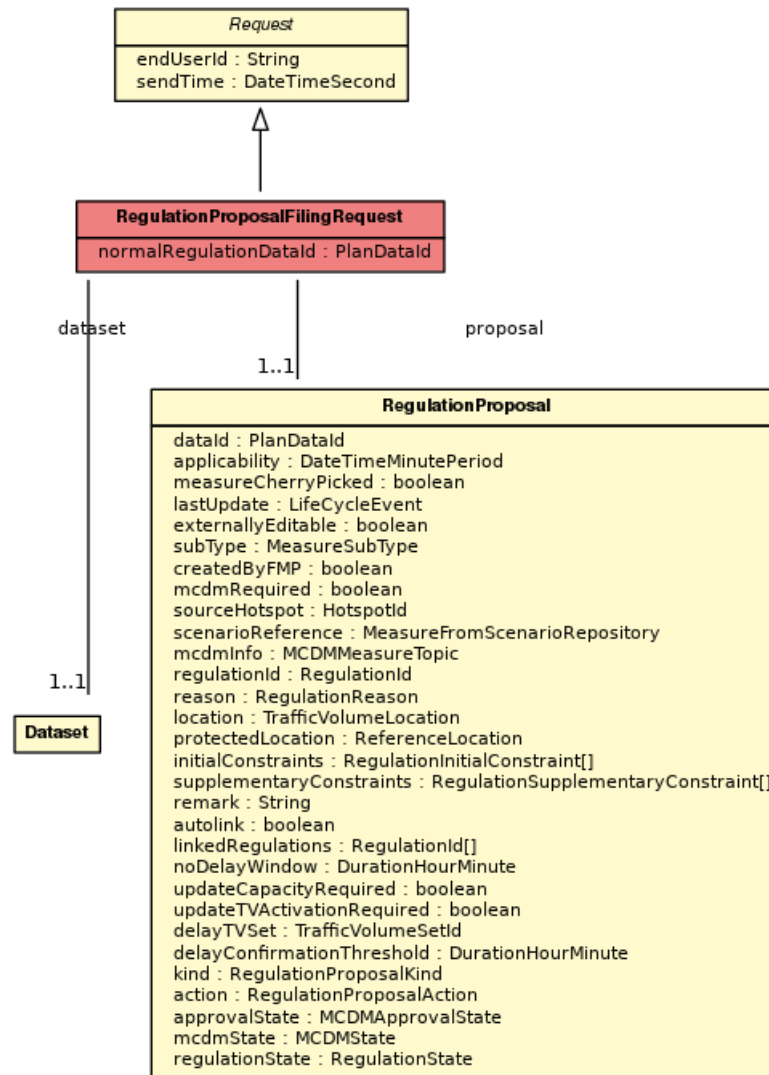 Request
endUserId : String
sendTime : DateTimeSecond
RegulationProposalFilingRequest
normalRegulationDataId : PlanDataId
dataset
proposal
1..1
RegulationProposal
dataId : PlanDataId
applicability : DateTimeMinutePeriod
measureCherryPicked : boolean
lastUpdate : LifeCycleEvent
externallyEditable : boolean
subType : MeasureSubType
createdByFMP : boolean
mcdmRequired : boolean
sourceHotspot : HotspotId
scenarioReference : MeasureFromScenarioRepository
mcdmInfo : MCDMMeasureTopic
regulationId : RegulationId
reason : RegulationReason
location : TrafficVolumeLocation
protectedLocation : ReferenceLocation
initialConstraints : RegulationInitialConstraint[]
supplementaryConstraints : RegulationSupplementaryConstraint[]
remark : String
autolink : boolean
linkedRegulations : RegulationId[]
noDelayWindow : DurationHourMinute
updateCapacityRequired : boolean
updateTVActivationRequired : boolean
delayTVSet : TrafficVolumeSetId
delayConfirmationThreshold : DurationHourMinute
kind : RegulationProposalKind
action : RegulationProposalAction
approvalState : MCDMApprovalState
mcdmState : MCDMState
regulationState : RegulationState
1..1
Dataset